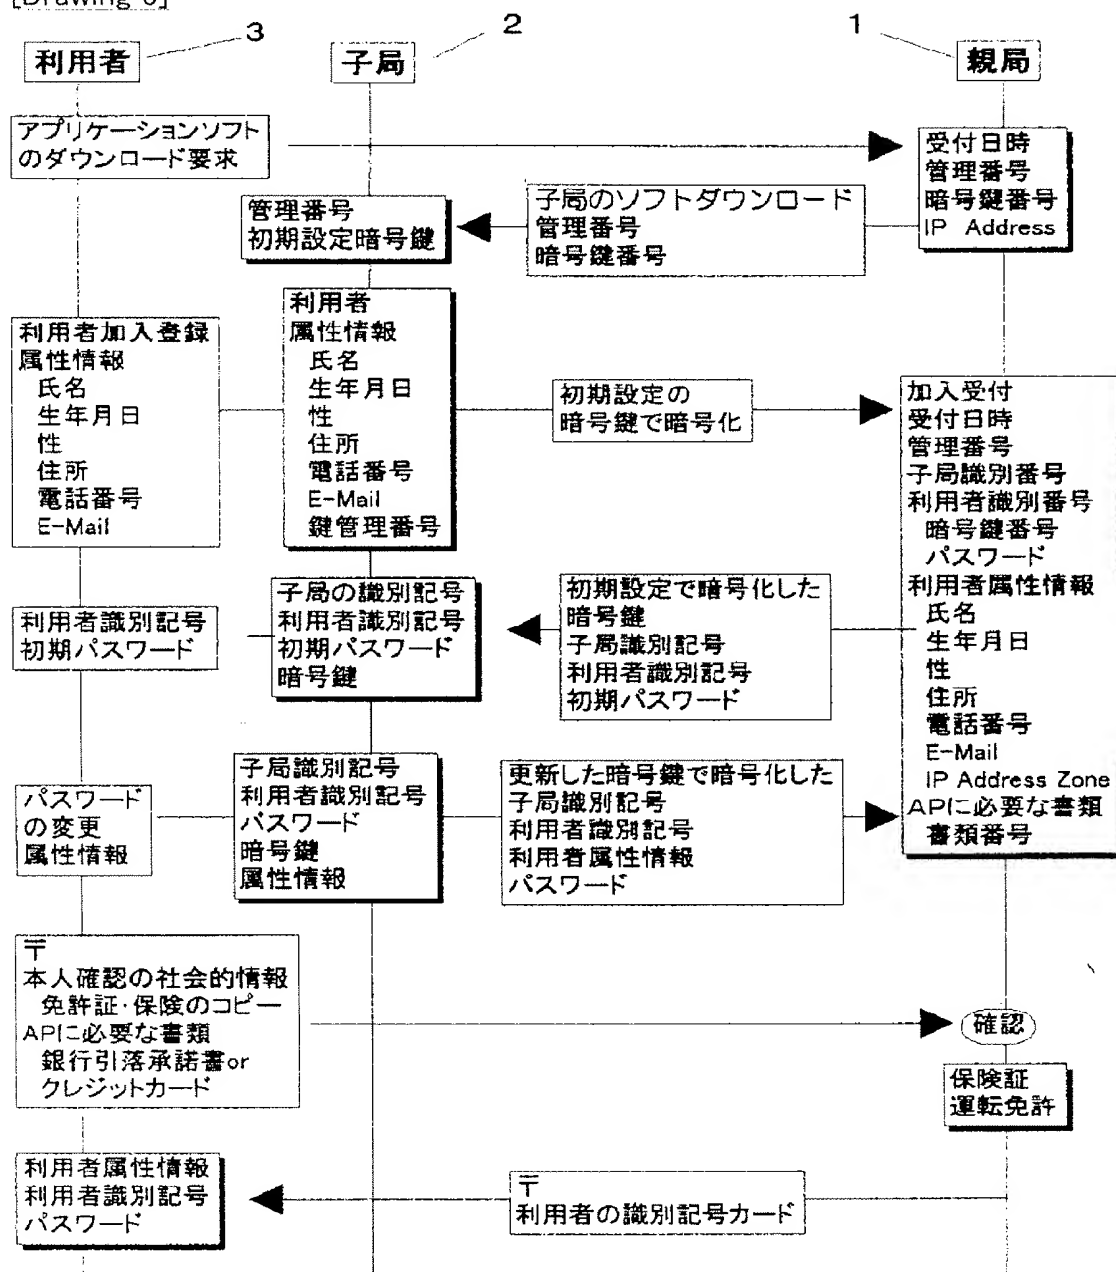 [Drawing 6]
3
2
1
利用者
子局
親局
アプリケーションソフト
のダウンロード要求
受付日時
管理番号
暗号鍵番号
IP Address
子局のソフトダウンロード
管理番号
暗号鍵番号
管理番号
初期設定暗号鍵
利用者加入登録
属性情報
氏名
生年月日
性
住所
電話番号
E-Mail
利用者
属性情報
氏名
生年月日
性
住所
電話番号
E-Mail
鍵管理番号
初期設定の
暗号鍵で暗号化
加入受付
受付日時
管理番号
子局識別番号
利用者識別番号
暗号鍵番号
パスワード
利用者属性情報
氏名
生年月日
性
住所
電話番号
E-Mail
IP Address Zone
APに必要な書類
書類番号
初期設定で暗号化した
暗号鍵
子局識別記号
利用者識別記号
初期パスワード
子局の識別記号
利用者識別記号
初期パスワード
暗号鍵
利用者識別記号
初期パスワード
パスワード
の変更
属性情報
子局識別記号
利用者識別記号
パスワード
暗号鍵
属性情報
更新した暗号鍵で暗号化した
子局識別記号
利用者識別記号
利用者属性情報
パスワード
〒
本人確認の社会的情報
免許証・保険のコピー
APに必要な書類
銀行引落承諾書or
クレジットカード
確認
保険証
運転免許
〒
利用者の識別記号カード
利用者属性情報
利用者識別記号
パスワード